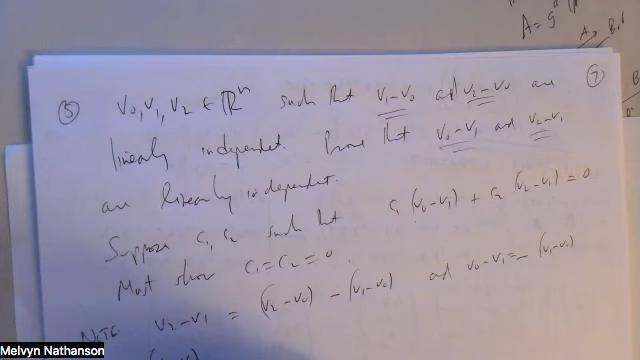 A = 9
⑤ V₀, V₁, V₂ ∈ ℝⁿ such that V₁-V₀ and V₂-V₀ are ⑦
linearly independent. Prove that V₀-V₁ and V₂-V₁
are linearly independent.
Suppose C₁, C₂ such that C₁(V₀-V₁) + C₂(V₂-V₁) = 0
Must show C₁ = C₂ = 0
NOTE V₂-V₁ = (V₂-V₀) - (V₁-V₀) and V₀-V₁ = -(V₁-V₀)
Melvyn Nathanson